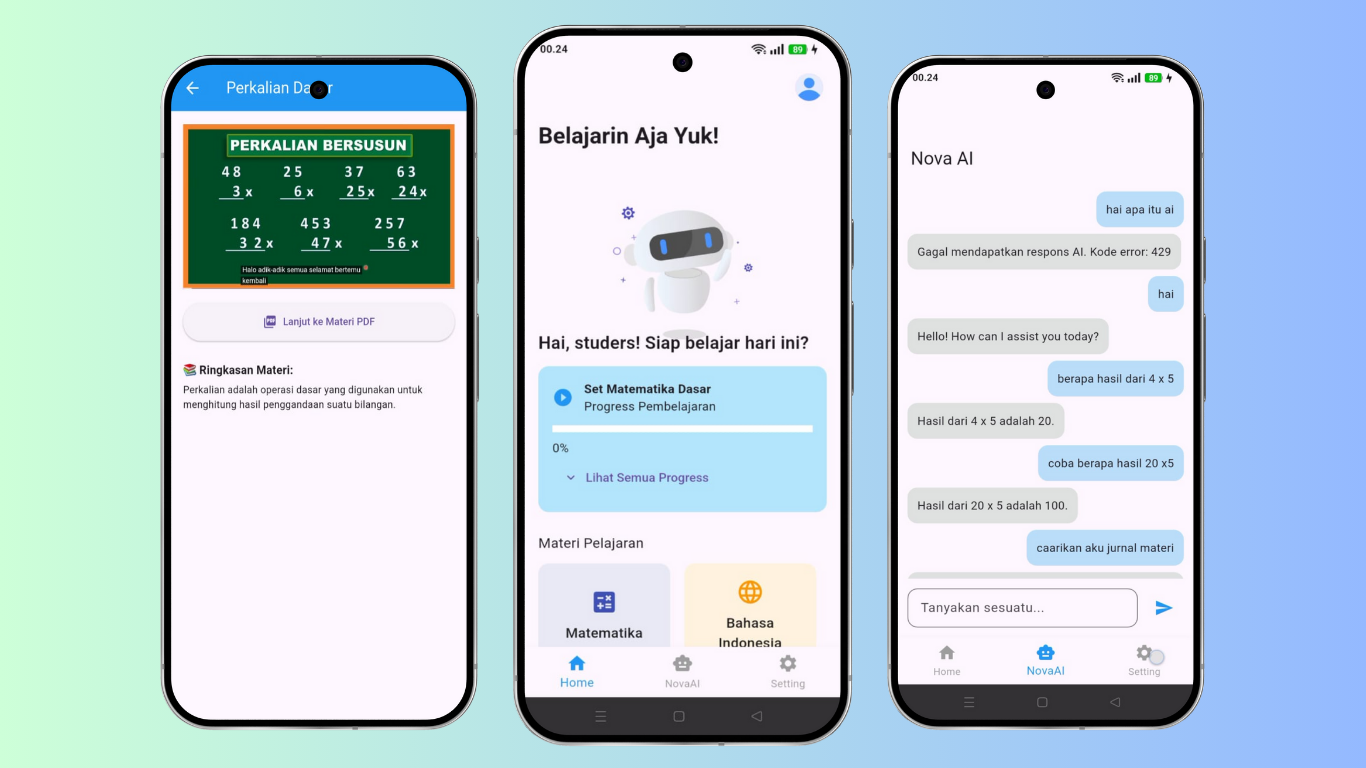 Perkalian Da r
PERKALIAN BERSUSUN
48 25 37 63
3 x 6 x 25x 24x
184 453 257
32 x 47 x 56 x
Halo adik-adik semua selamat bertemu
kembali
PDF Lanjut ke Materi PDF
Ringkasan Materi:
Perkalian adalah operasi dasar yang digunakan untuk
menghitung hasil penggandaan suatu bilangan.
00.24 89
Belajarin Aja Yuk!
Hai, studers! Siap belajar hari ini?
Set Matematika Dasar
Progress Pembelajaran
0%
Lihat Semua Progress
Materi Pelajaran
Matematika
Bahasa
Indonesia
Home NovaAI Setting
00.24 89
Nova AI
hai apa itu ai
Gagal mendapatkan respons AI. Kode error: 429
hai
Hello! How can I assist you today?
berapa hasil dari 4 x 5
Hasil dari 4 x 5 adalah 20.
coba berapa hasil 20 x5
Hasil dari 20 x 5 adalah 100.
caarikan aku jurnal materi
Tanyakan sesuatu...
Home NovaAI Setting